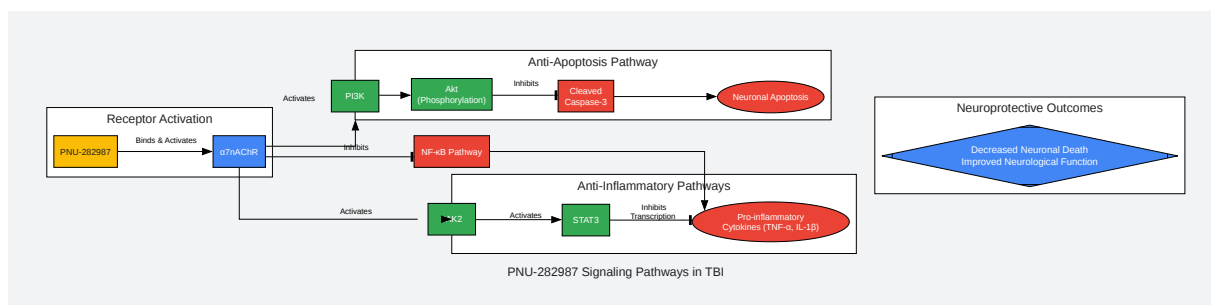 Anti-Apoptosis Pathway
PI3K
Akt
(Phosphorylation)
Inhibits
Cleaved
Caspase-3
Neuronal Apoptosis
Activates
Receptor Activation
PNU-282987
Binds & Activates
α7nAChR
Inhibits
NF-κB Pathway
Anti-Inflammatory Pathways
Activates
K2
Activates
STAT3
Inhibits
Transcription
Pro-inflammatory
Cytokines (TNF-α, IL-1β)
Neuroprotective Outcomes
Decreased Neuronal Death
Improved Neurological Function
PNU-282987 Signaling Pathways in TBI